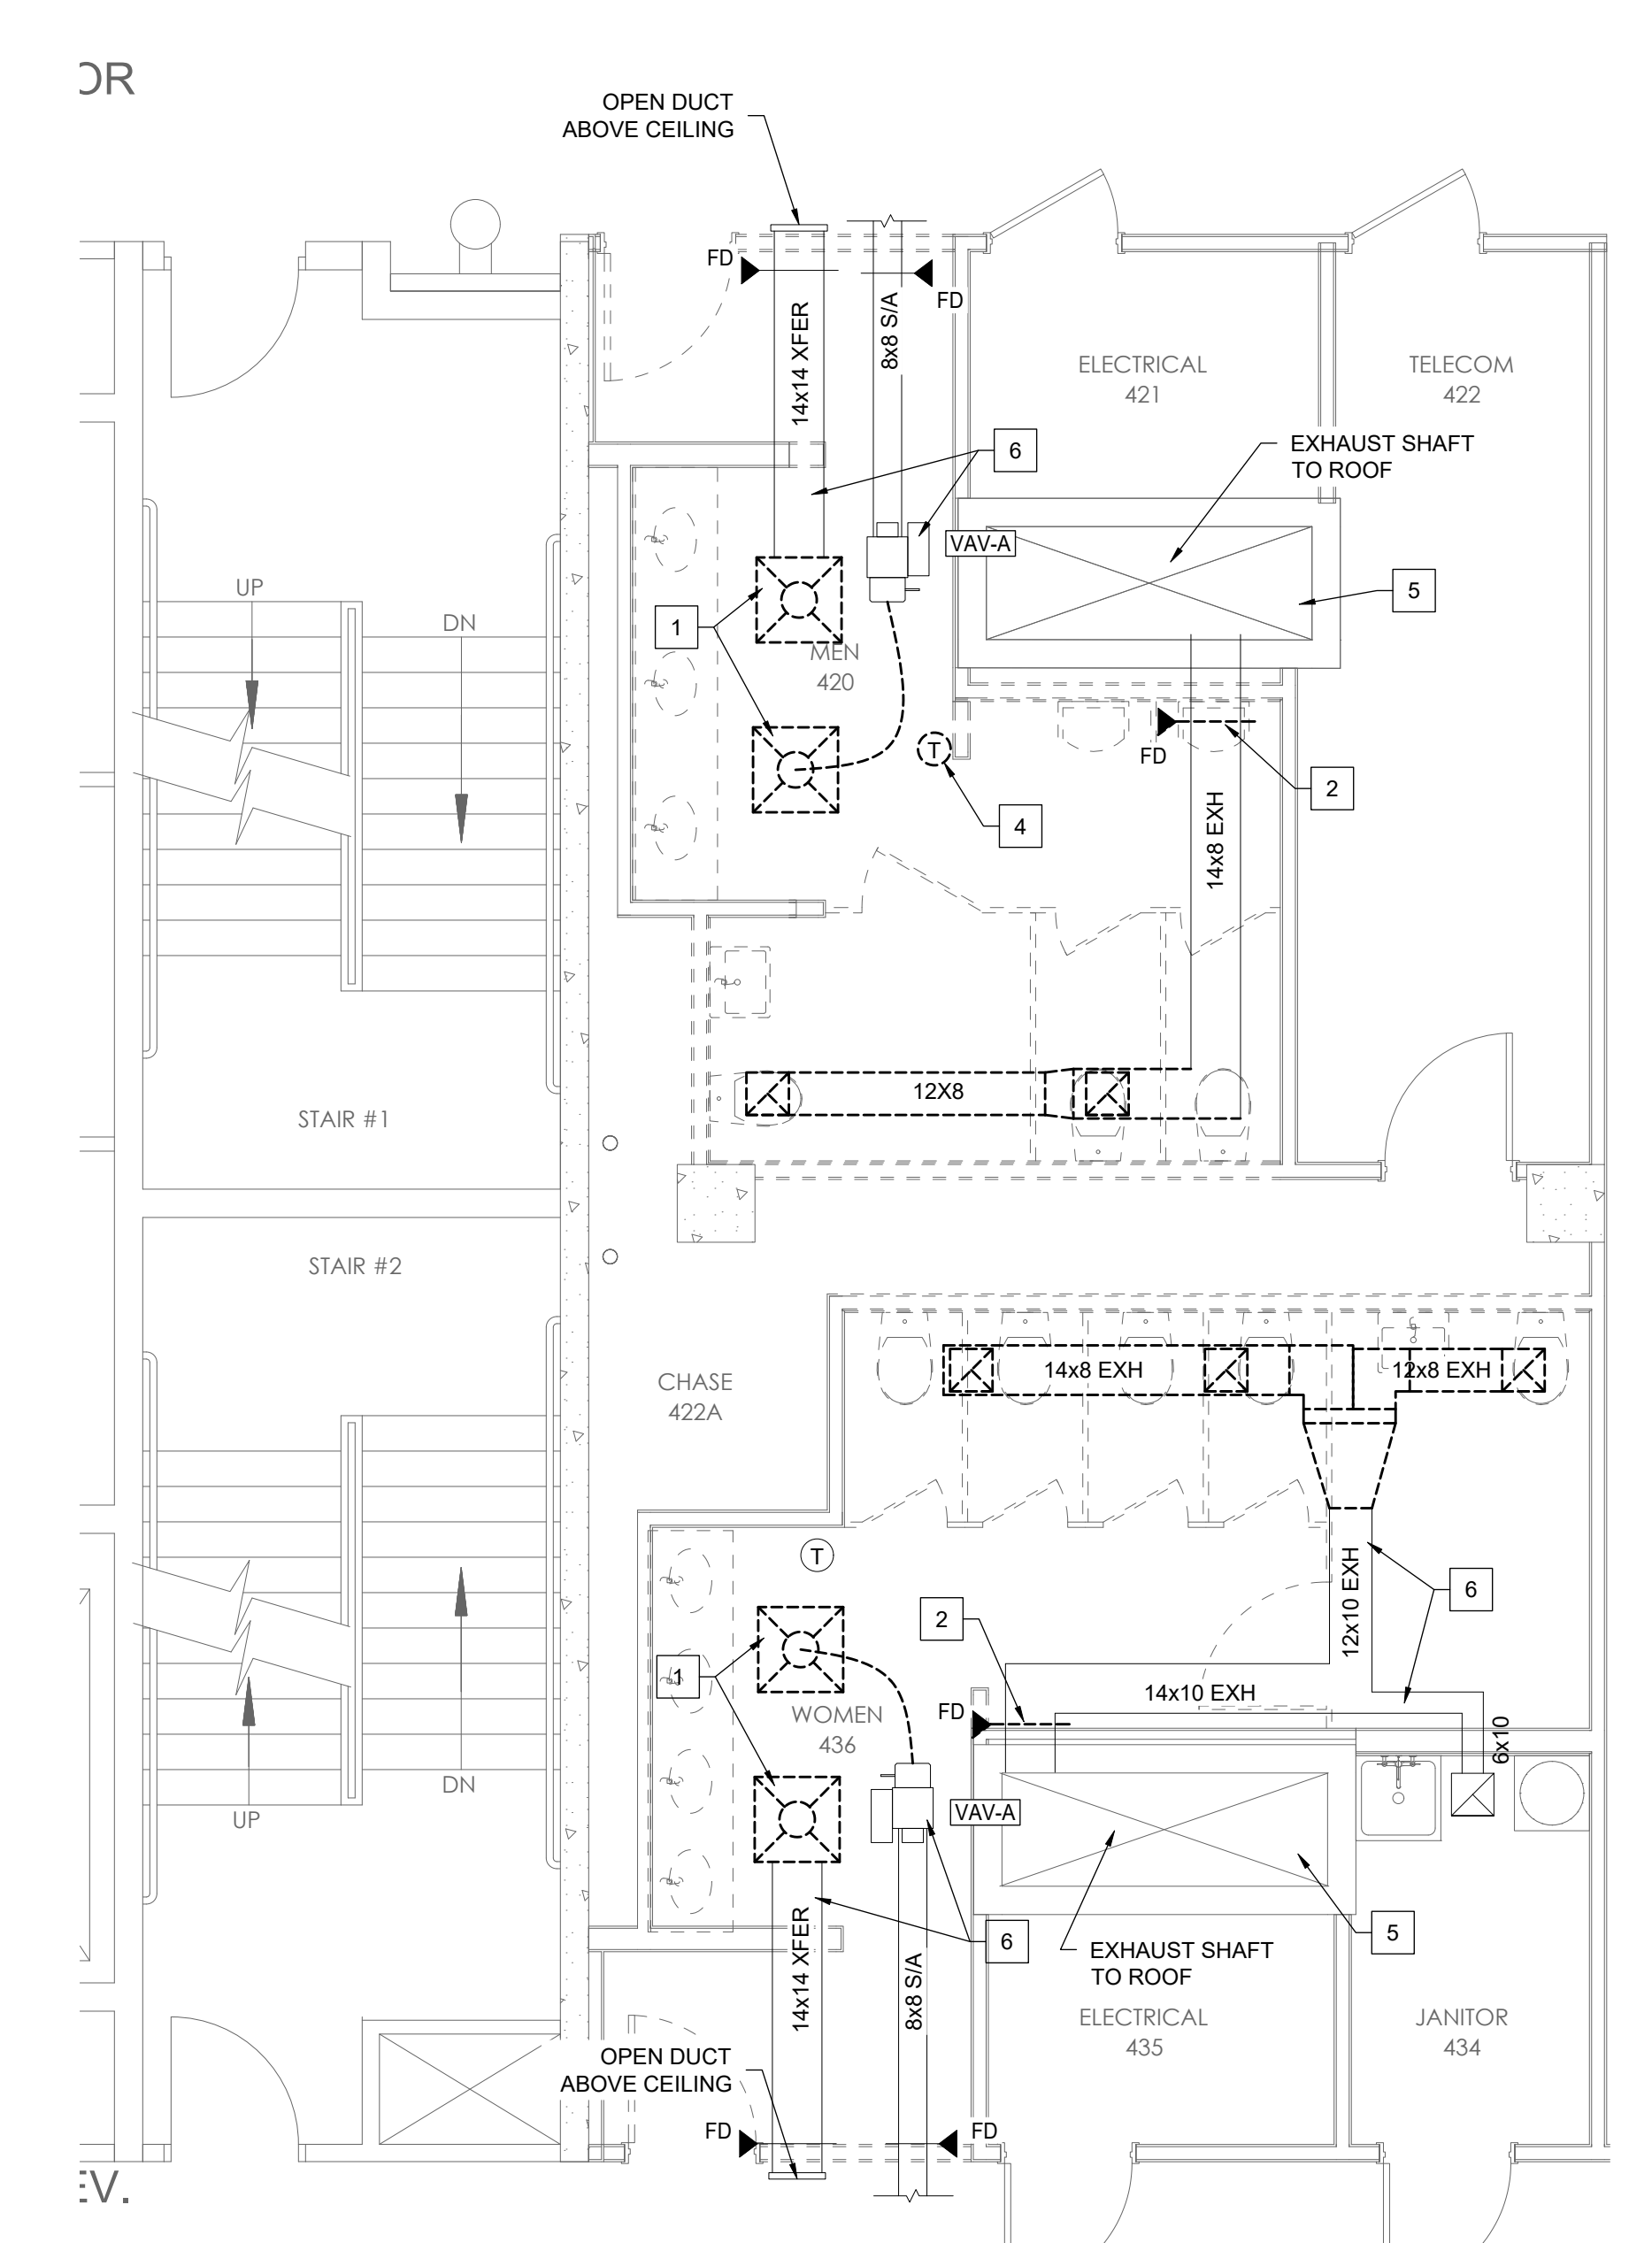 OPEN DUCT
ABOVE CEILING
FD
FD
14x14 XFER
8x8 S/A
ELECTRICAL
421
TELECOM
422
6
EXHAUST SHAFT
TO ROOF
VAV-A
5
UP
DN
1
MEN
420
T
FD
2
4
14x8 EXH
12X8
STAIR #1
STAIR #2
CHASE
422A
14x8 EXH
12x8 EXH
T
12x10 EXH
6
2
1
14x10 EXH
FD
WOMEN
436
6x10
VAV-A
DN
UP
14x14 XFER
8x8 S/A
6
5
EXHAUST SHAFT
TO ROOF
ELECTRICAL
435
JANITOR
434
OPEN DUCT
ABOVE CEILING
FD
FD